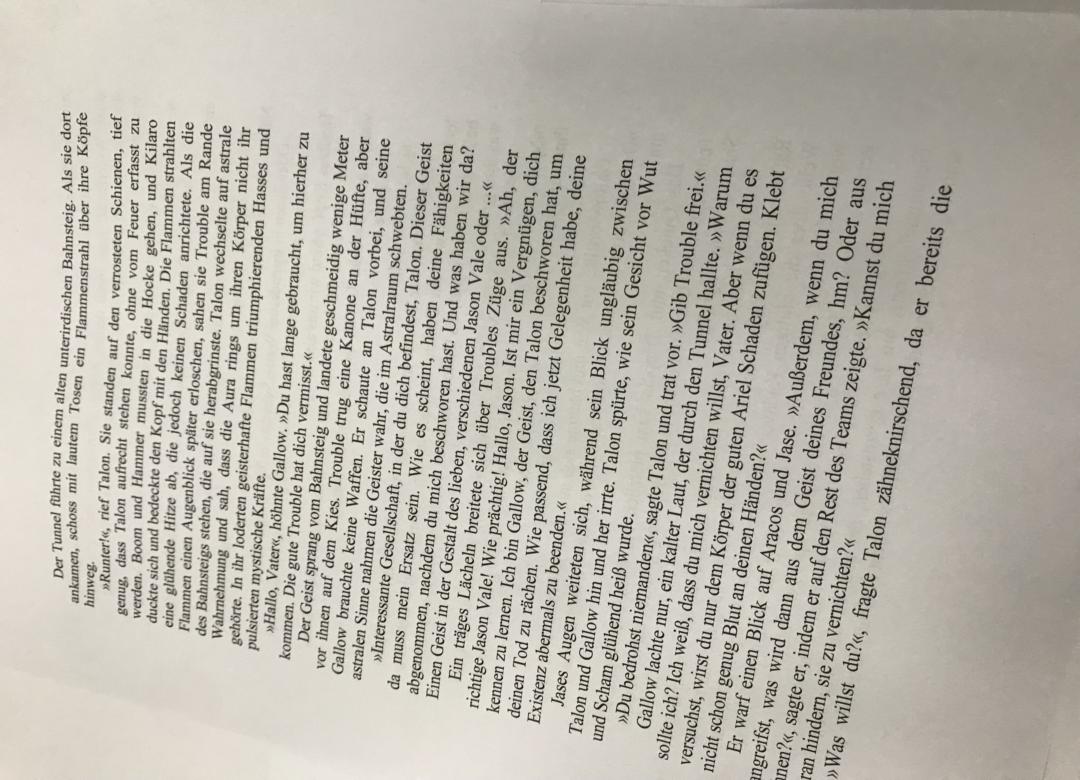 Der Tunnel führte zu einem alten unterirdischen Bahnsteig. Als sie dort
ankamen, schoss mit lautem Tosen ein Flammenstrahl über ihre Köpfe
hinweg.
»Runter!«, rief Talon. Sie standen auf den verrosteten Schienen, tief
genug, dass Talon aufrecht stehen konnte, ohne vom Feuer erfasst zu
werden. Boom und Hammer mussten in die Hocke gehen, und Kilaro
duckte sich und bedeckte den Kopf mit den Händen. Die Flammen strahlten
eine glühende Hitze ab, die jedoch keinen Schaden anrichtete. Als die
Flammen einen Augenblick später erloschen, sahen sie Trouble am Rande
des Bahnsteigs stehen, die auf sie herabgrinste. Talon wechselte auf astrale
Wahrnehmung und sah, dass die Aura rings um ihren Körper nicht ihr
gehörte. In ihr loderten geisterhafte Flammen triumphierenden Hasses und
pulsierten mystische Kräfte.
»Hallo, Vater«, höhnte Gallow. »Du hast lange gebraucht, um hierher zu
kommen. Die gute Trouble hat dich vermisst.«
Der Geist sprang vom Bahnsteig und landete geschmeidig wenige Meter
vor ihnen auf dem Kies. Trouble trug eine Kanone an der Hüfte, aber
Gallow brauchte keine Waffen. Er schaute an Talon vorbei, und seine
astralen Sinne nahmen die Geister wahr, die im Astralraum schwebten.
»Interessante Gesellschaft, in der du dich befindest, Talon. Dieser Geist
da muss mein Ersatz sein. Wie es scheint, haben deine Fähigkeiten
abgenommen, nachdem du mich beschworen hast. Und was haben wir da?
Einen Geist in der Gestalt des lieben, verschiedenen Jason Vale oder ...«
Ein träges Lächeln breitete sich über Troubles Züge aus. »Ah, der
richtige Jason Vale! Wie prächtig! Hallo, Jason. Ist mir ein Vergnügen, dich
kennen zu lernen. Ich bin Gallow, der Geist, den Talon beschworen hat, um
deinen Tod zu rächen. Wie passend, dass ich jetzt Gelegenheit habe, deine
Existenz abermals zu beenden.«
Jases Augen weiteten sich, während sein Blick ungläubig zwischen
Talon und Gallow hin und her irrte. Talon spürte, wie sein Gesicht vor Wut
und Scham glühend heiß wurde.
»Du bedrohst niemanden«, sagte Talon und trat vor. »Gib Trouble frei.«
Gallow lachte nur, ein kalter Laut, der durch den Tunnel hallte. »Warum
sollte ich? Ich weiß, dass du mich vernichten willst, Vater. Aber wenn du es
versuchst, wirst du nur dem Körper der guten Ariel Schaden zufügen. Klebt
nicht schon genug Blut an deinen Händen?«
Er warf einen Blick auf Aracos und Jase. »Außerdem, wenn du mich
angreifst, was wird dann aus dem Geist deines Freundes, hm? Oder aus
nen?«, sagte er, indem er auf den Rest des Teams zeigte. »Kannst du mich
ran hindern, sie zu vernichten?«
»Was willst du?«, fragte Talon zähneknirschend, da er bereits die